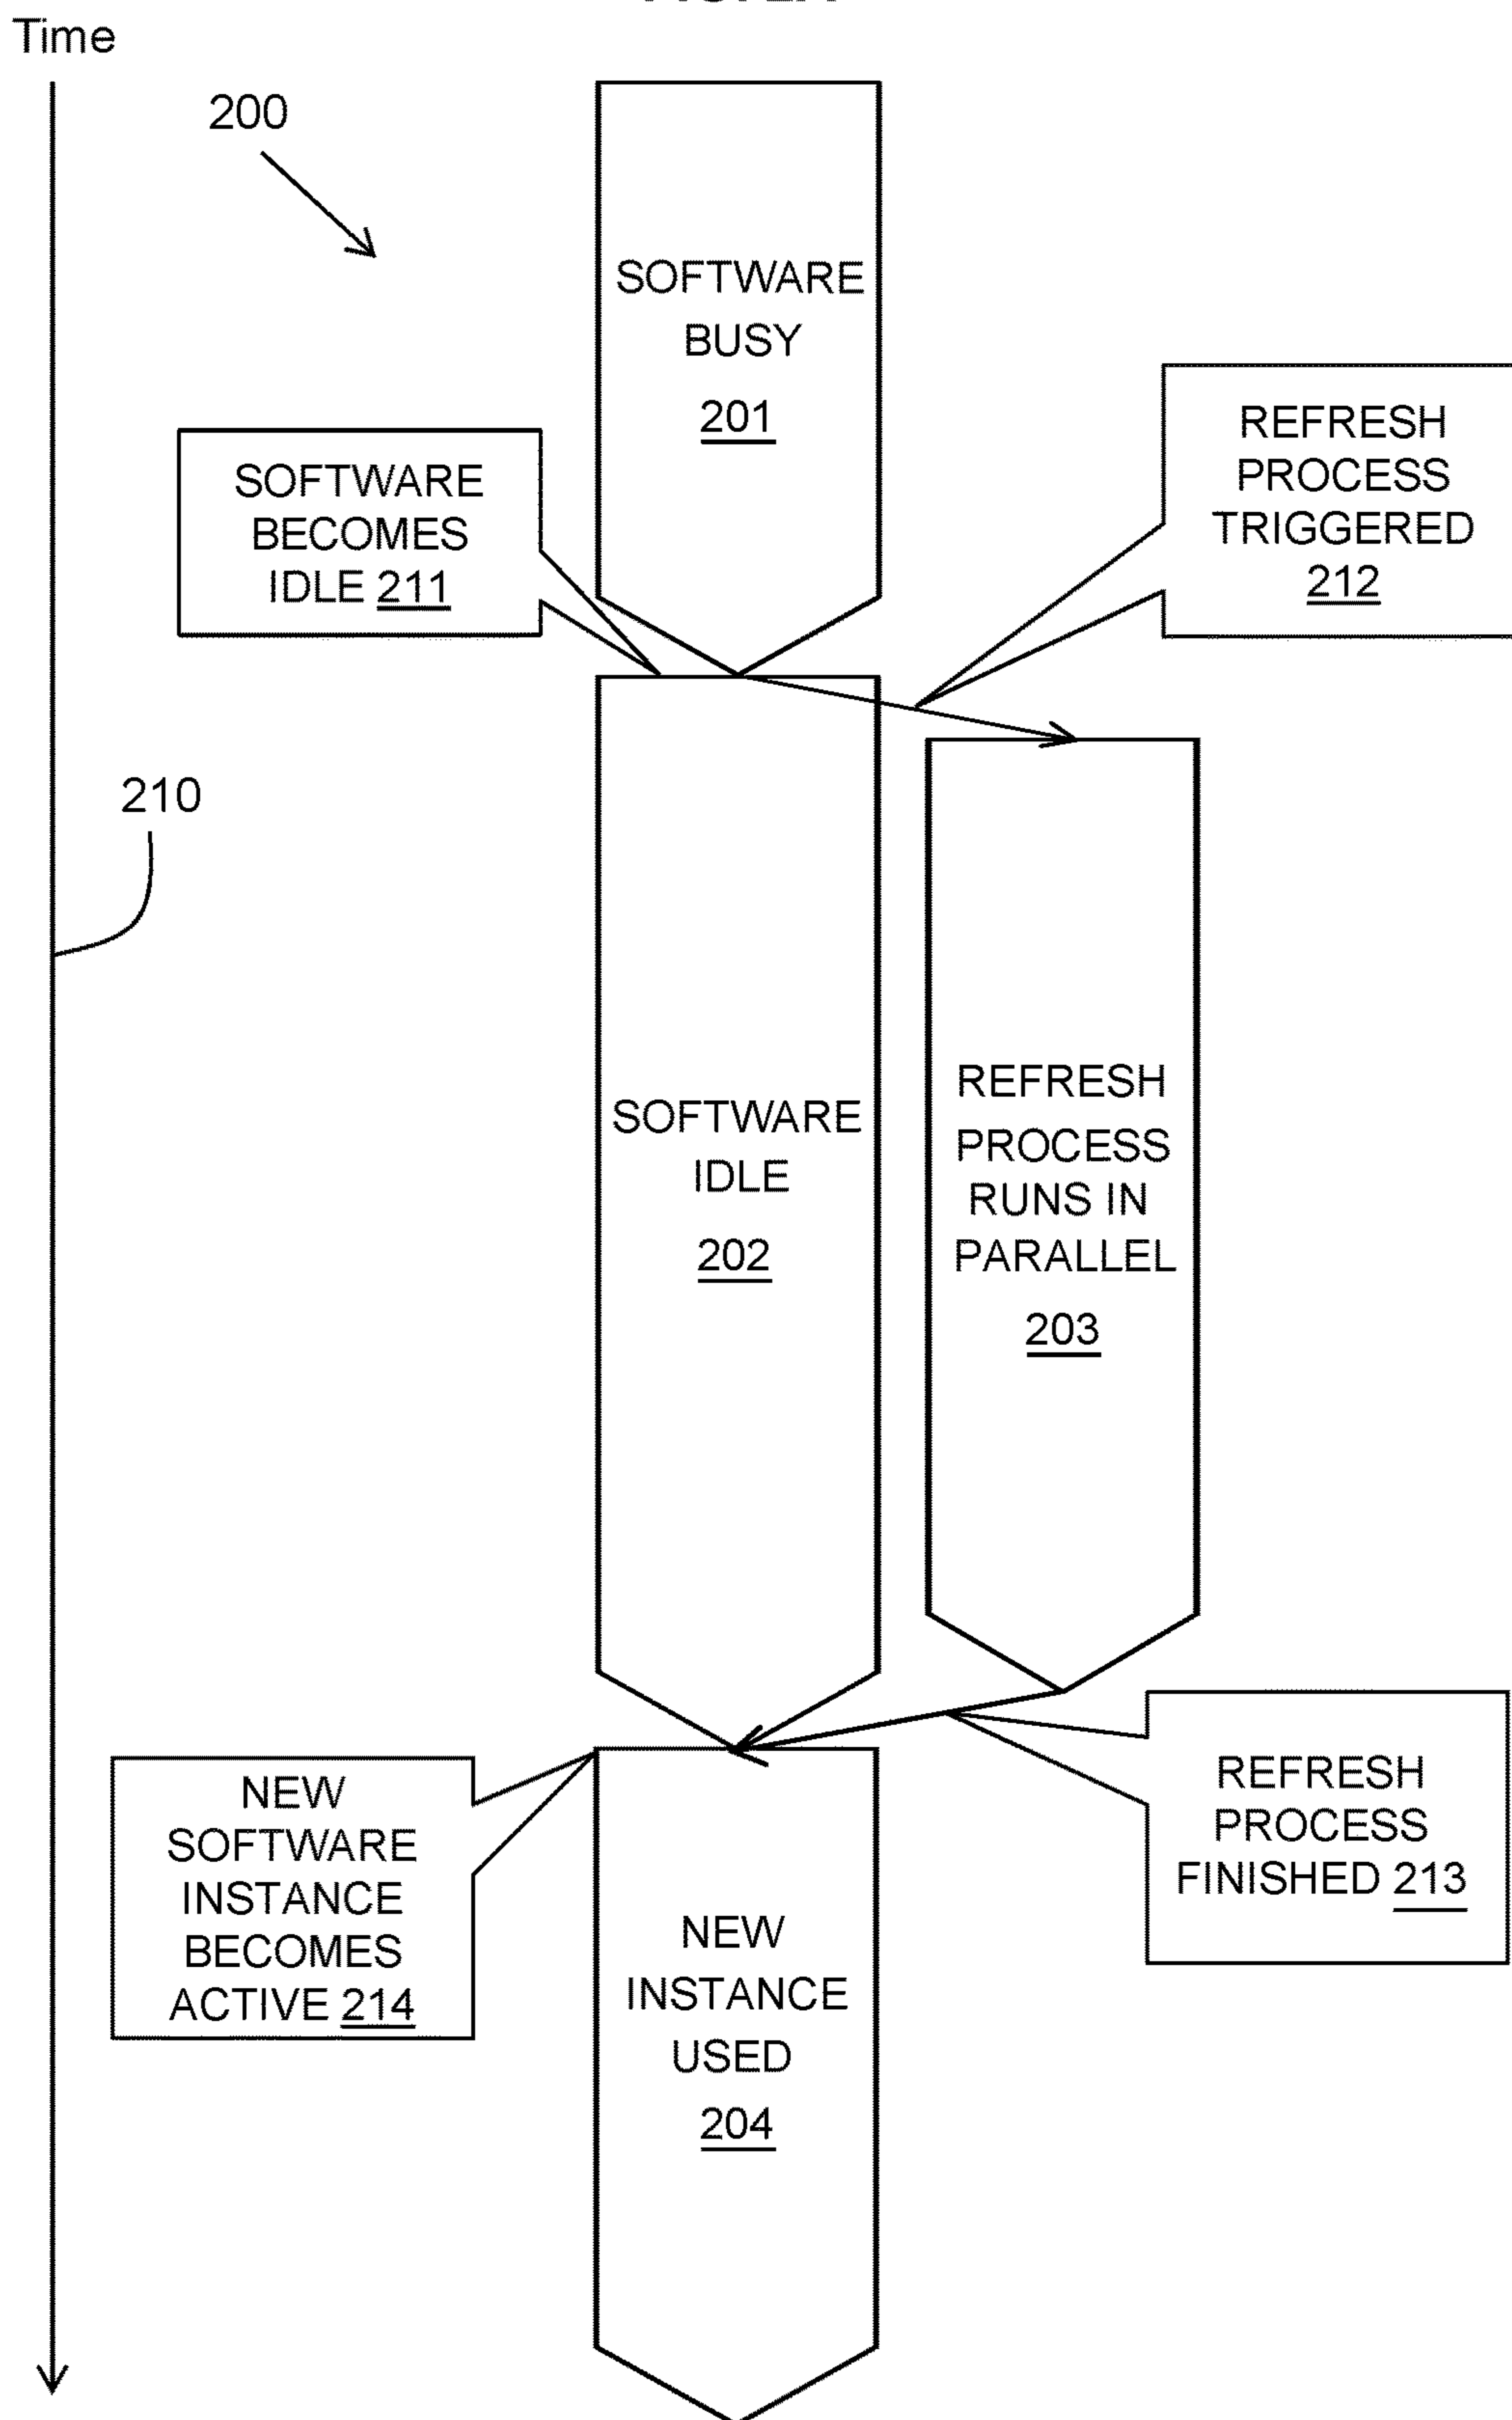 Time
200
SOFTWARE
BUSY
201
SOFTWARE
BECOMES
IDLE 211
REFRESH
PROCESS
TRIGGERED
212
210
SOFTWARE
IDLE
202
REFRESH
PROCESS
RUNS IN
PARALLEL
203
NEW
SOFTWARE
INSTANCE
BECOMES
ACTIVE 214
REFRESH
PROCESS
FINISHED 213
NEW
INSTANCE
USED
204